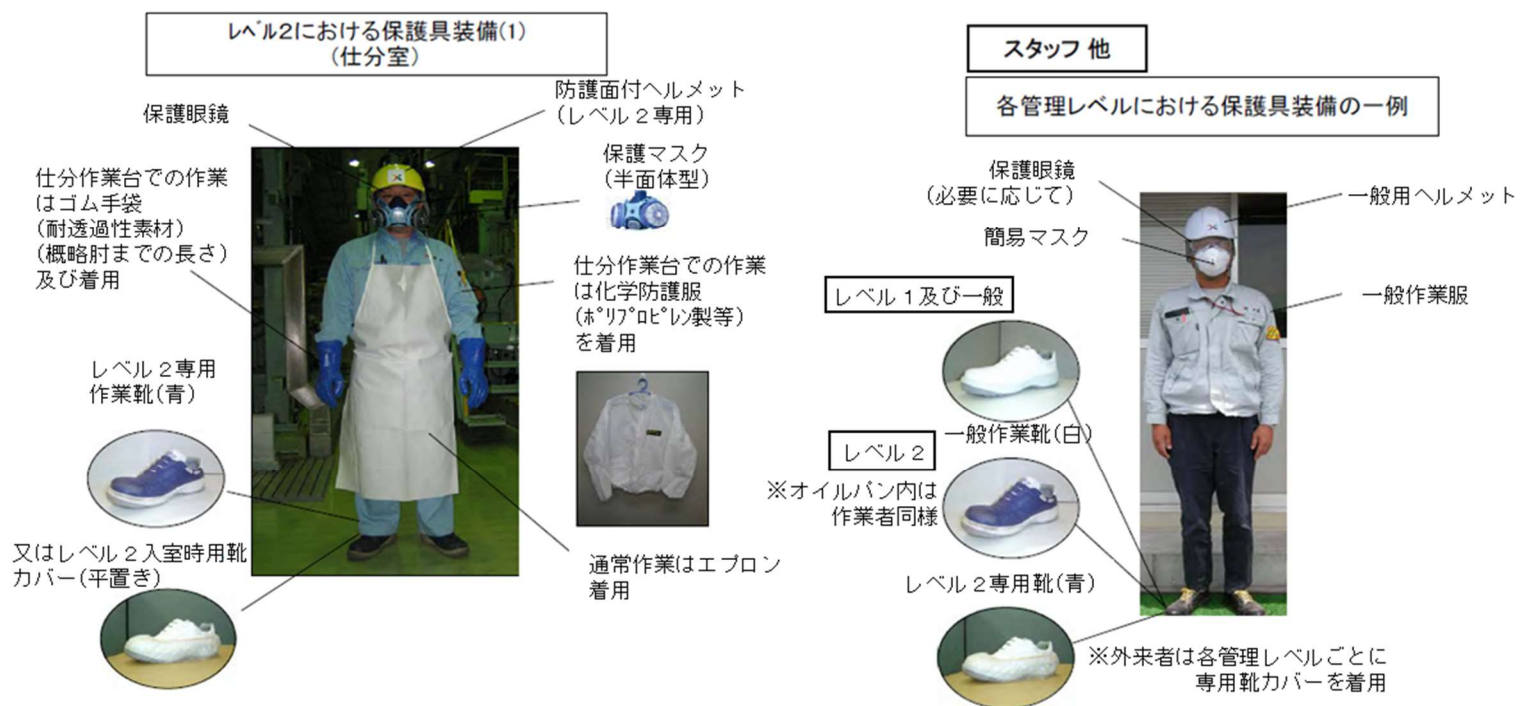 レベル2における保護具装備(1)
(仕分室)
保護眼鏡
防護面付ヘルメット
(レベル2専用)
保護マスク
(半面体型)
仕分作業台での作業
はゴム手袋
(耐透過性素材)
(概略肘までの長さ)
及び着用
仕分作業台での作業
は化学防護服
(ポリプロピレン製等)
を着用
レベル2専用
作業靴(青)
又はレベル2入室時用靴
カバー(平置き)
通常作業はエプロン
着用
スタッフ 他
各管理レベルにおける保護具装備の一例
保護眼鏡
(必要に応じて)
簡易マスク
一般用ヘルメット
一般作業服
レベル1及び一般
一般作業靴(白)
レベル2
※オイルパン内は
作業者同様
レベル2専用靴(青)
※外来者は各管理レベルごとに
専用靴カバーを着用